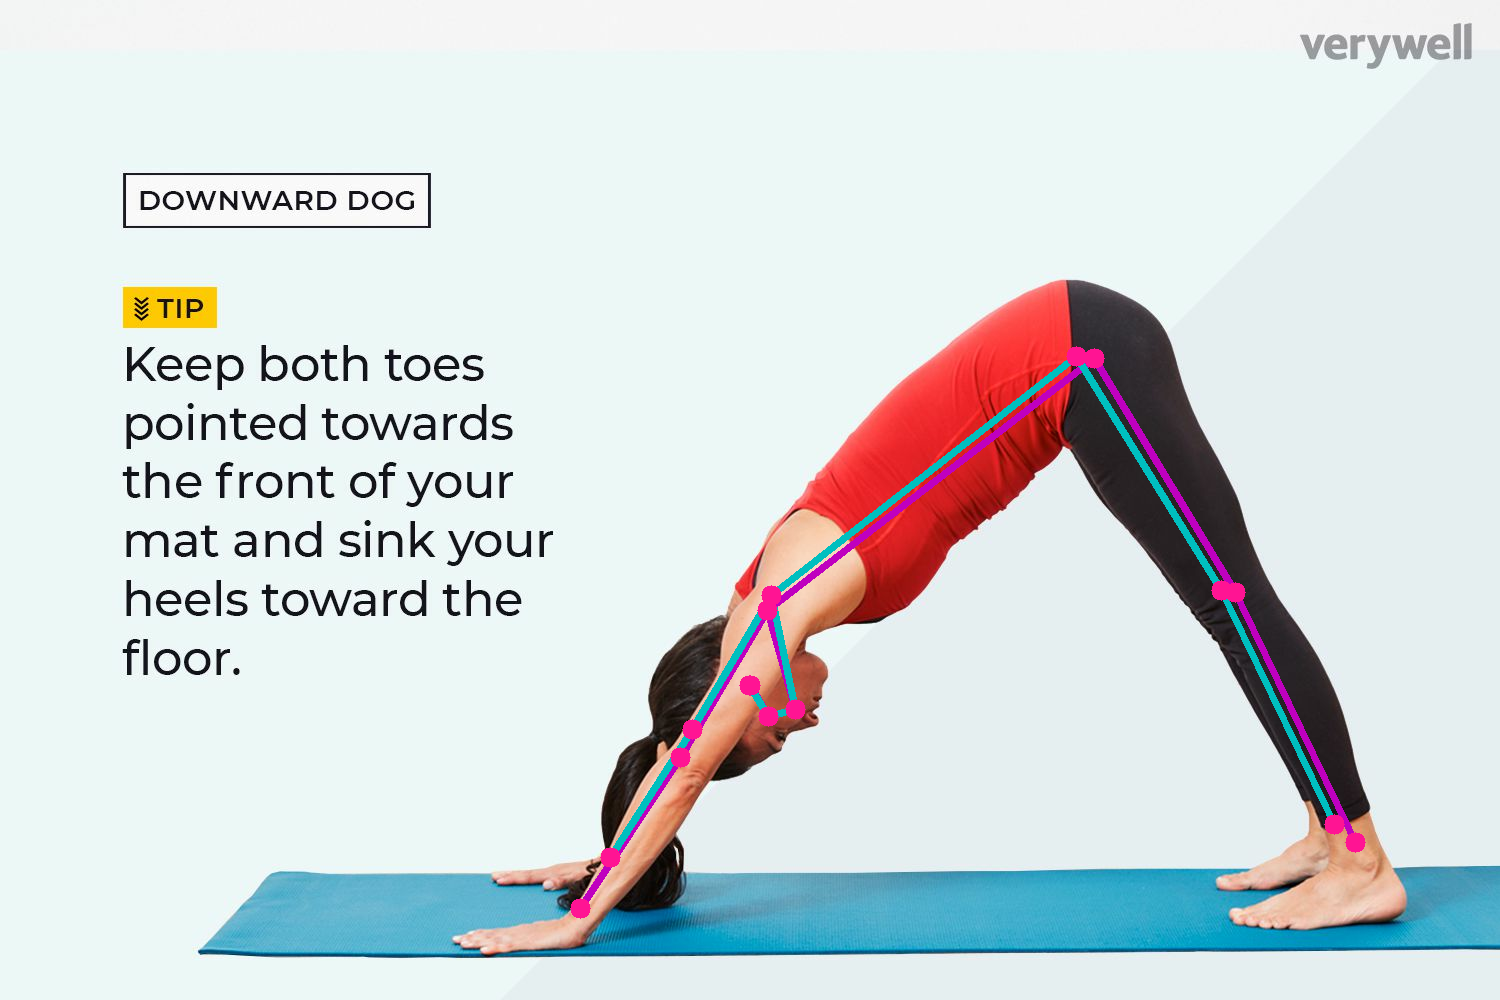 verywell
DOWNWARD DOG
TIP
Keep both toes
pointed towards
the front of your
mat and sink your
heels toward the
floor.